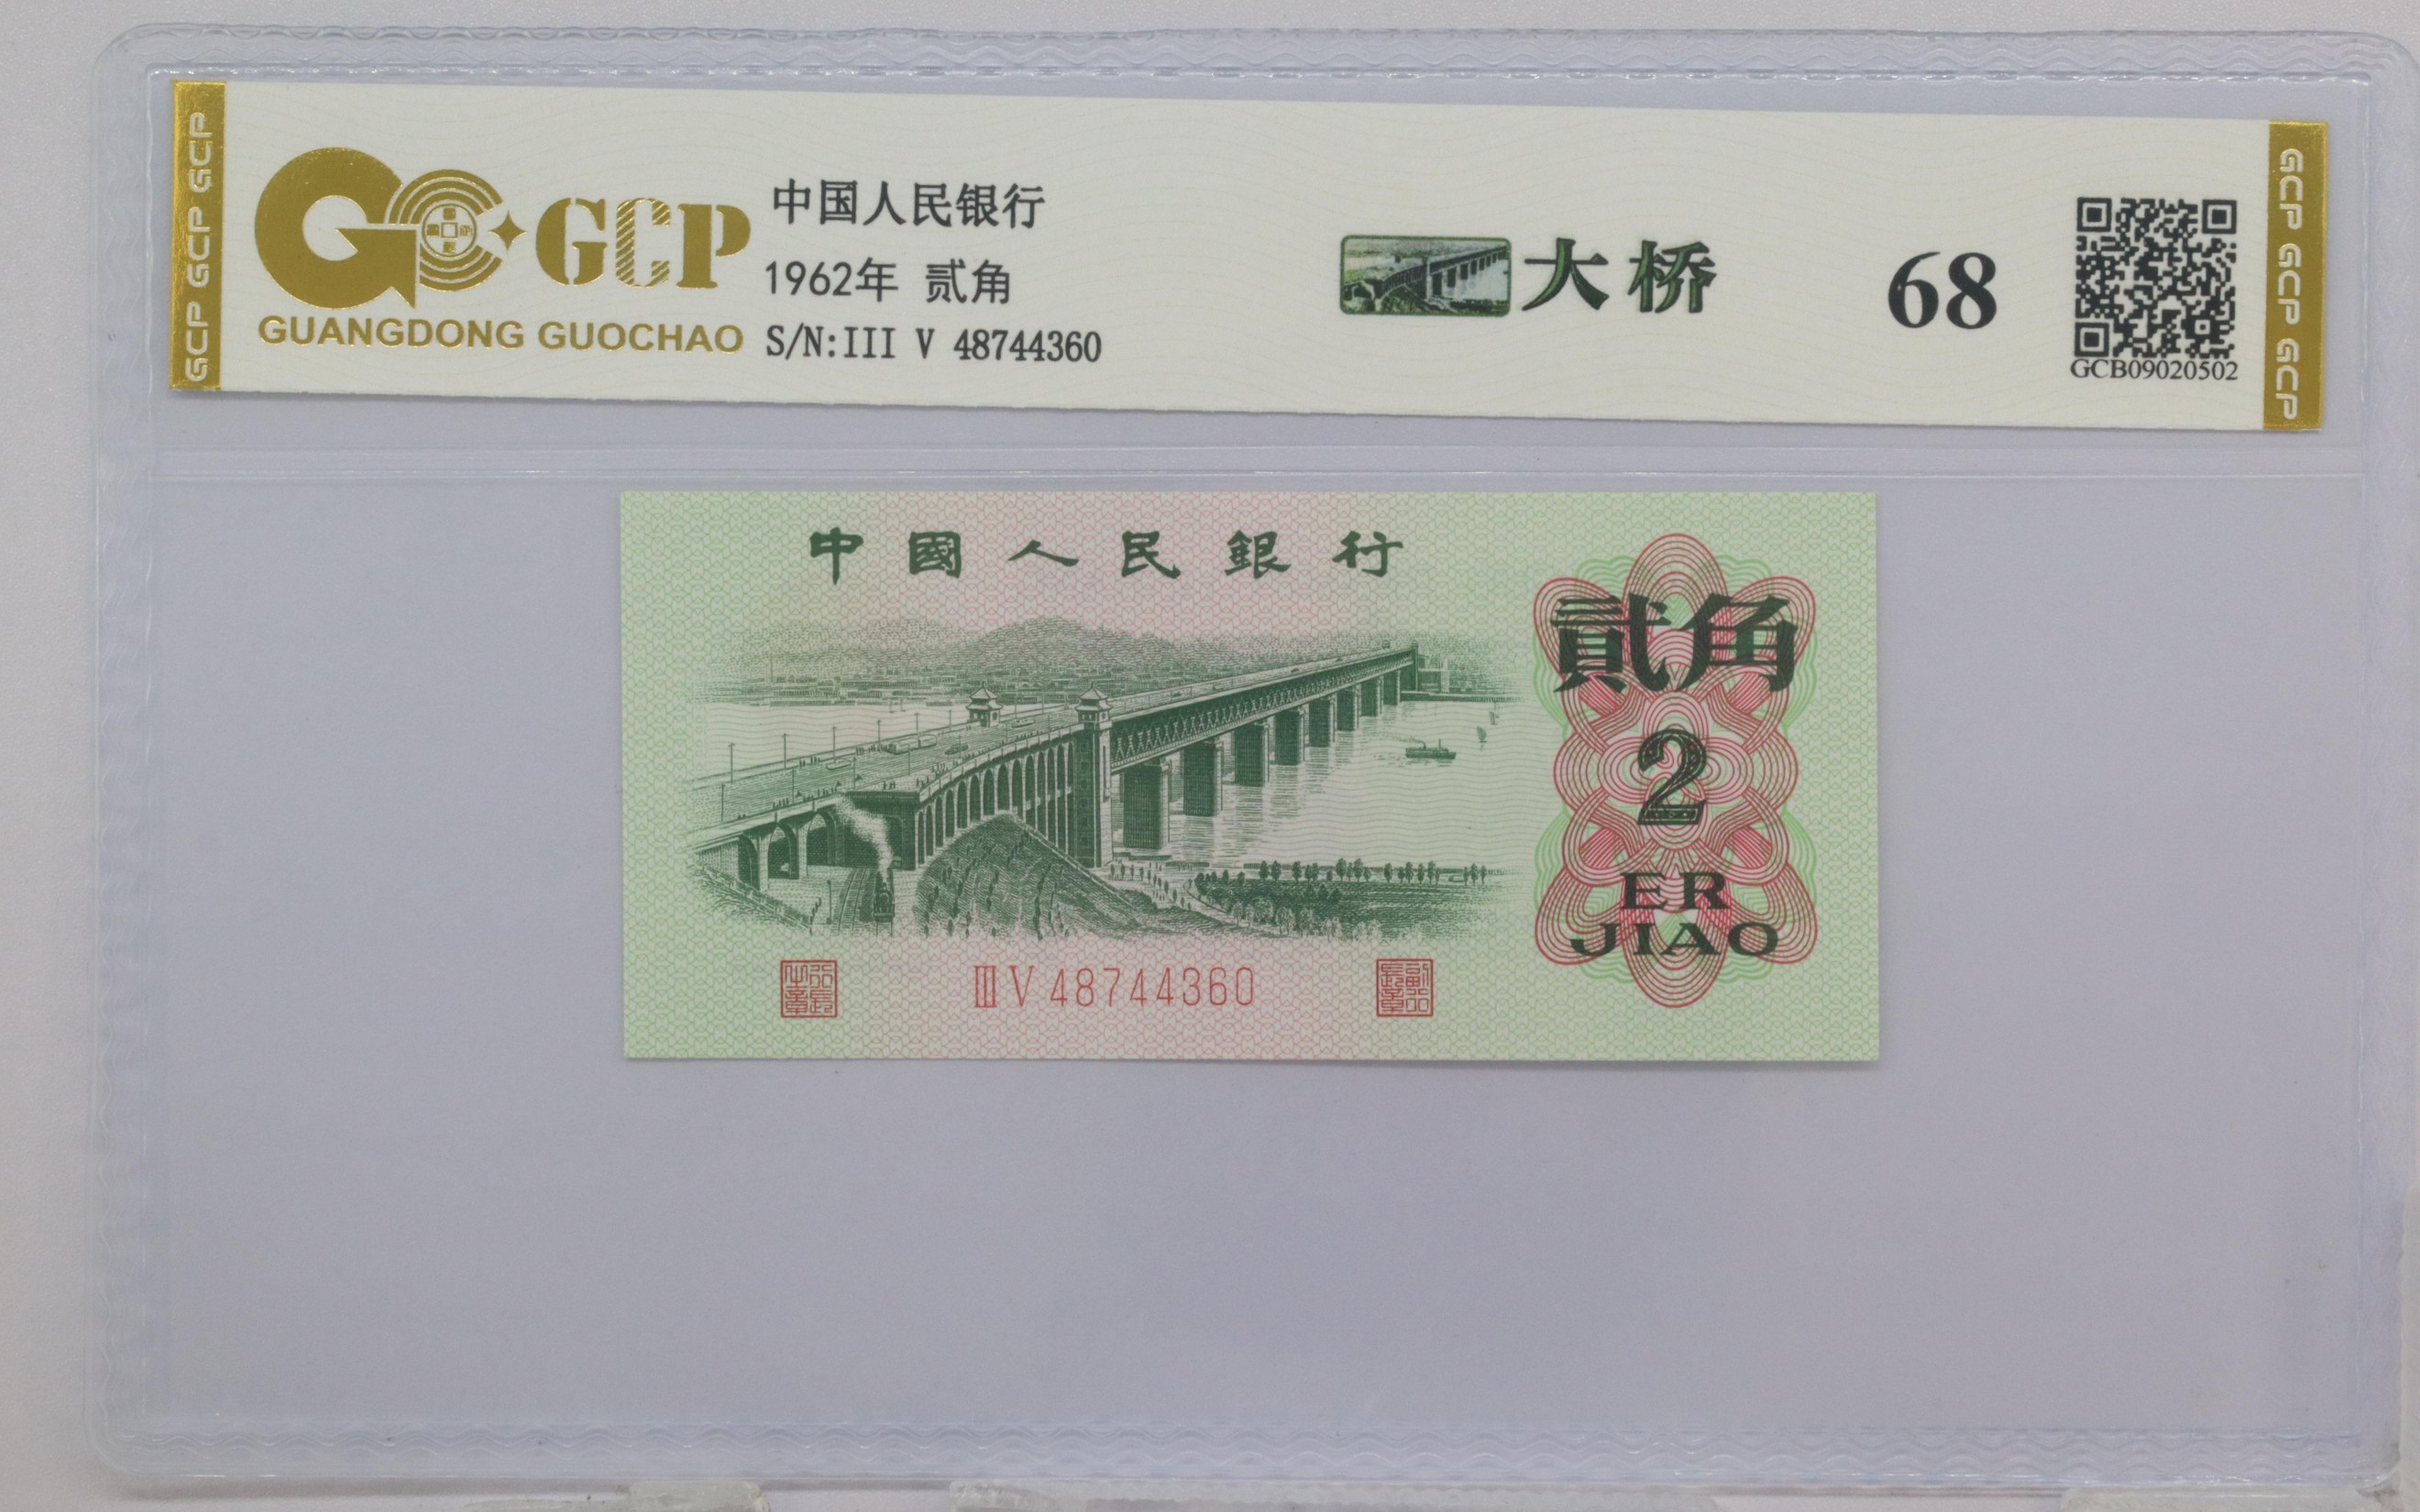 GCP GCP GCP
GCP
GUANGDONG GUOCHAO
中国人民银行
1962年 贰角
S/N:III V 48744360
大桥
68
GCB09020502
GCP GCP GCP
中國人民銀行
貳角
2
ER
JIAO
ⅢⅤ48744360